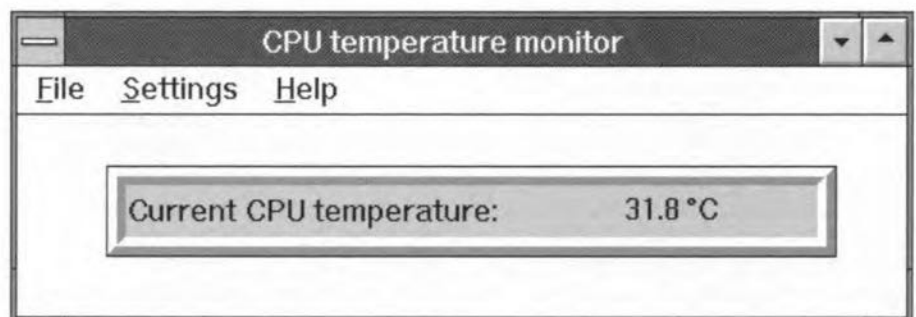 CPU temperature monitor
File Settings Help
Current CPU temperature: 31.8 °C